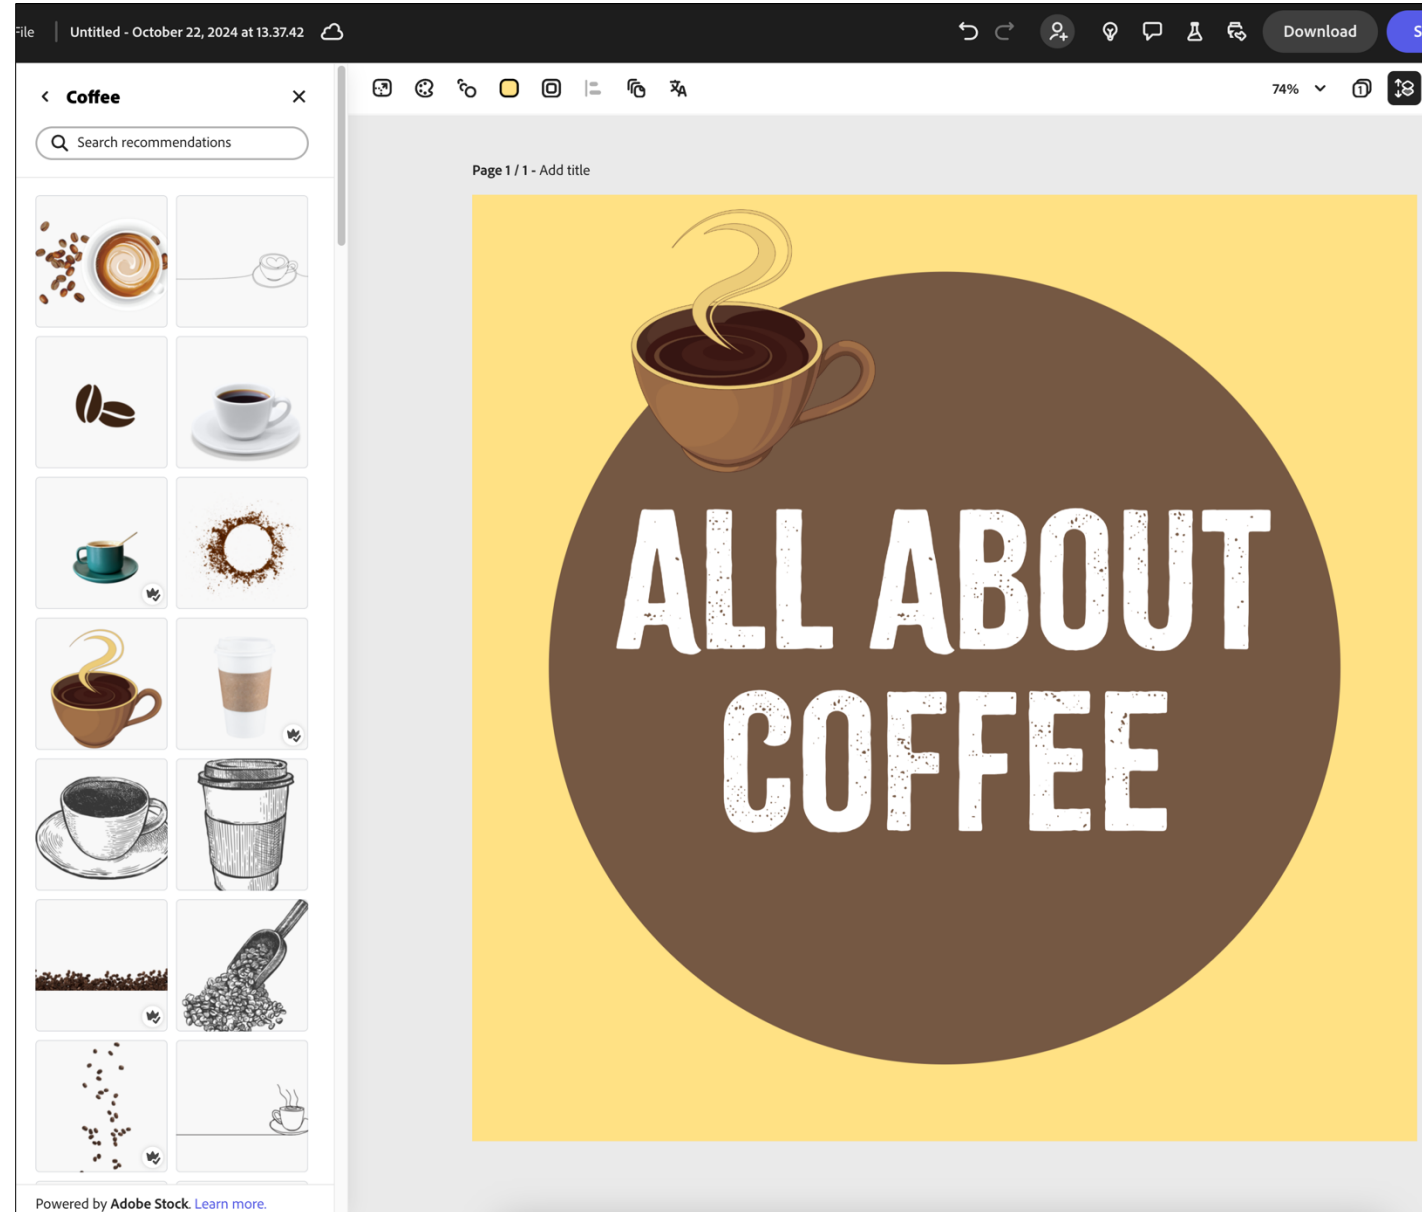 File
Untitled - October 22, 2024 at 13.37.42
Download
S
Coffee
Search recommendations
74%
1
Page 1 / 1 - Add title
ALL ABOUT
COFFEE
Powered by Adobe Stock. Learn more.